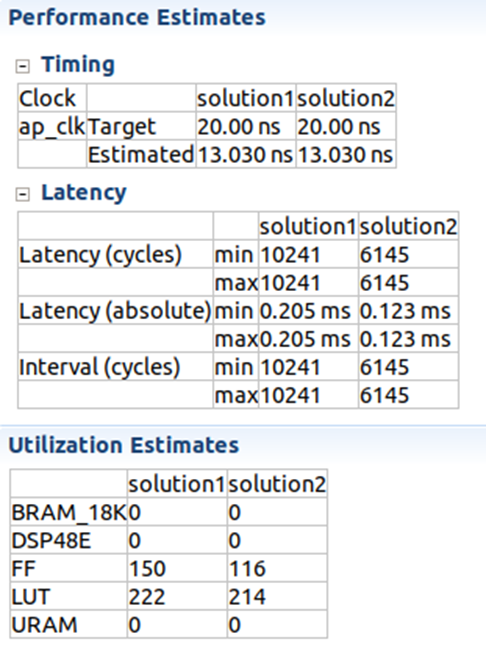 Performance Estimates
Timing
Clock solution1 solution2
ap_clk Target 20.00 ns 20.00 ns
Estimated 13.030 ns 13.030 ns
Latency
solution1 solution2
Latency (cycles) min 10241 6145
max 10241 6145
Latency (absolute) min 0.205 ms 0.123 ms
max 0.205 ms 0.123 ms
Interval (cycles) min 10241 6145
max 10241 6145
Utilization Estimates
solution1 solution2
BRAM_18K 0 0
DSP48E 0 0
FF 150 116
LUT 222 214
URAM 0 0